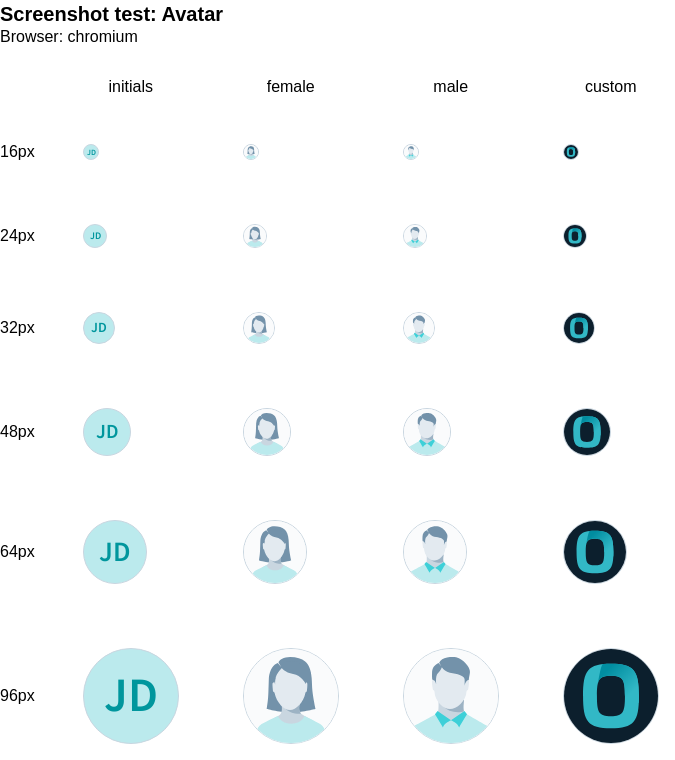 Screenshot test: Avatar
Browser: chromium
initials female male custom
16px JD
24px JD
32px JD
48px JD
64px JD
96px JD